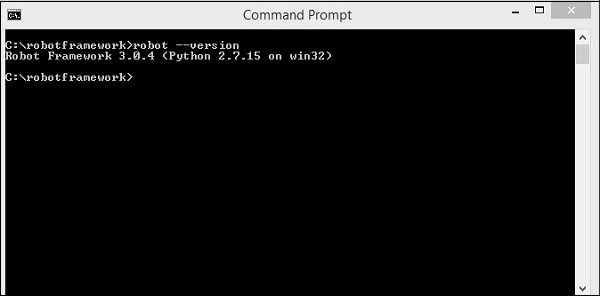 Command Prompt
C:\robotframework>robot --version
Robot Framework 3.0.4 (Python 2.7.15 on win32)
C:\robotframework>